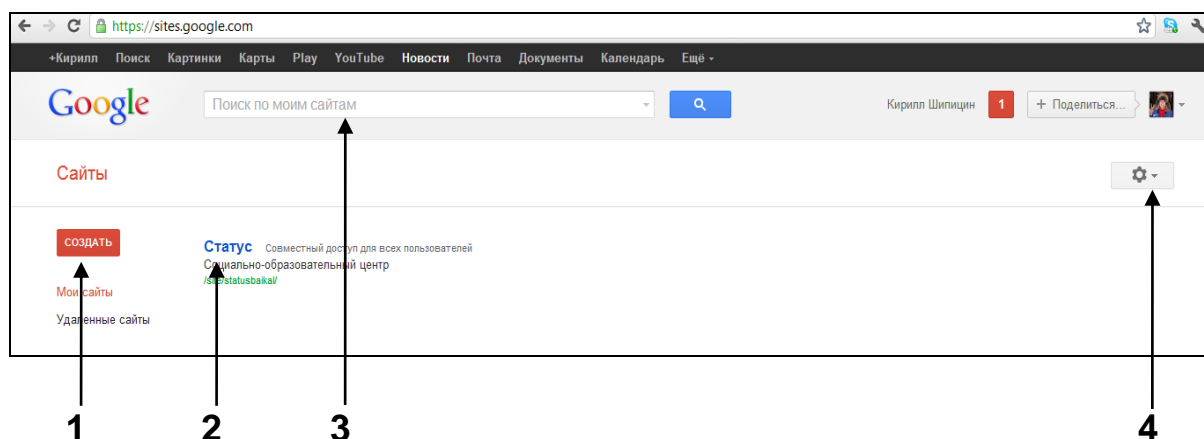 https://sites.google.com
+Кирилл Поиск Картинки Карты Play YouTube Новости Почта Документы Календарь Ещё
Google Поиск по моим сайтам Кирилл Шипицин 1 + Поделиться...
Сайты
СОЗДАТЬ
Статус Совместный доступ для всех пользователей
Социально-образовательный центр
/site/statusbaikal/
Мои сайты
Удаленные сайты
1 2 3 4